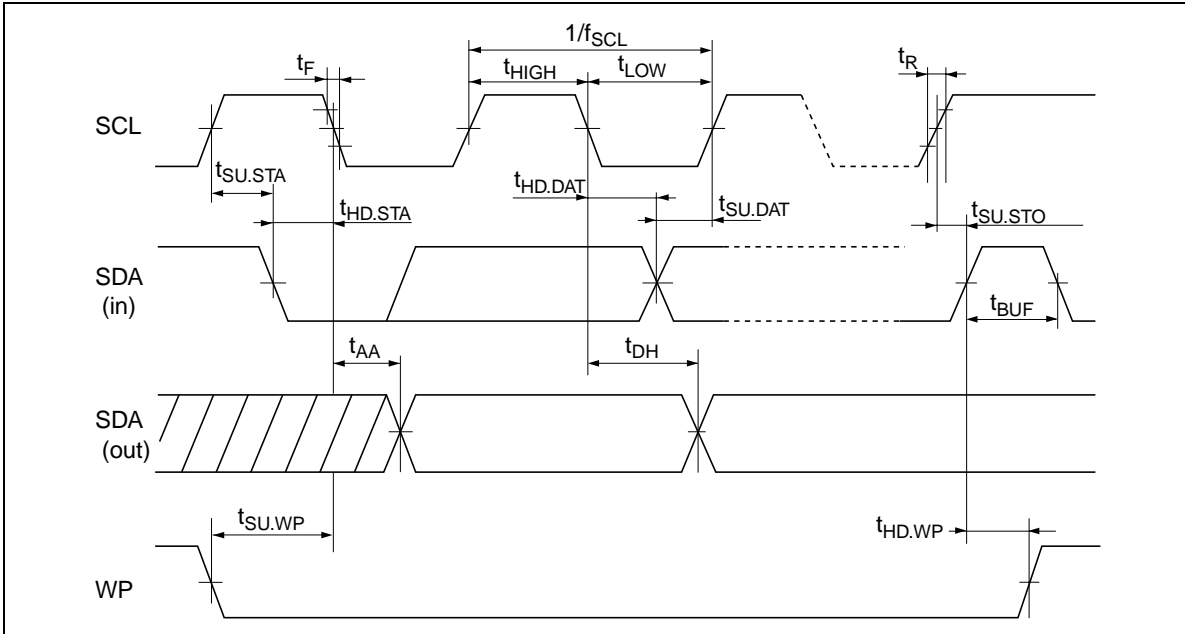 1/fSCL
tF
tHIGH
tLOW
tR
SCL
tSU.STA
tHD.DAT
tHD.STA
tSU.DAT
tSU.STO
SDA
(in)
tBUF
tAA
tDH
SDA
(out)
tSU.WP
tHD.WP
WP